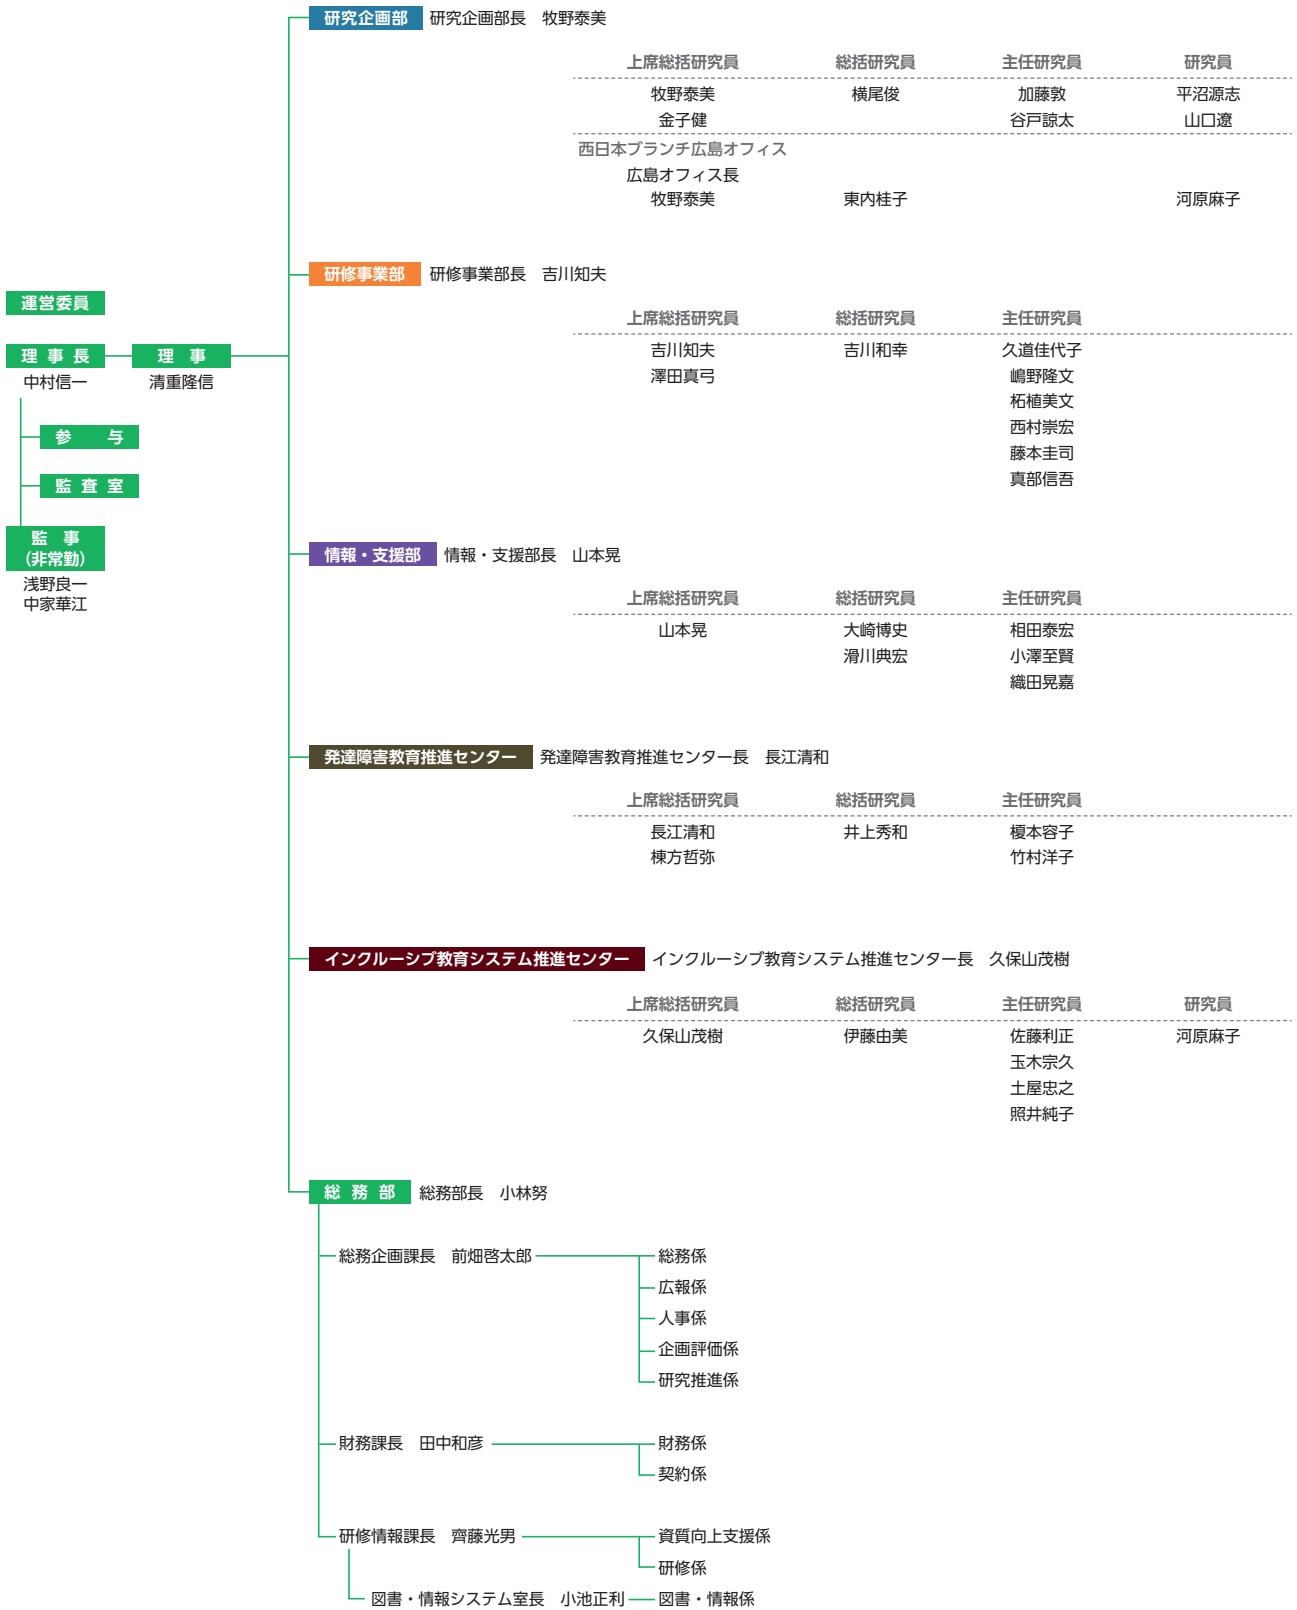 運営委員
理事長
中村信一
理事
清重隆信
参与
監査室
監事
(非常勤)
浅野良一
中家華江
研究企画部 研究企画部長 牧野泰美
上席総括研究員 総括研究員 主任研究員 研究員
牧野泰美 横尾俊 加藤敦 平沼源志
金子健 谷戸諒太 山口遼
西日本ブランチ広島オフィス
広島オフィス長
牧野泰美 東内桂子 河原麻子
研修事業部 研修事業部長 吉川知夫
上席総括研究員 総括研究員 主任研究員
吉川知夫 吉川和幸 久道佳代子
澤田真弓 嶋野隆文
柘植美文
西村崇宏
藤本圭司
真部信吾
情報・支援部 情報・支援部長 山本晃
上席総括研究員 総括研究員 主任研究員
山本晃 大崎博史 相田泰宏
滑川典宏 小澤至賢
織田晃嘉
発達障害教育推進センター 発達障害教育推進センター長 長江清和
上席総括研究員 総括研究員 主任研究員
長江清和 井上秀和 榎本容子
棟方哲弥 竹村洋子
インクルーシブ教育システム推進センター インクルーシブ教育システム推進センター長 久保山茂樹
上席総括研究員 総括研究員 主任研究員 研究員
久保山茂樹 伊藤由美 佐藤利正 河原麻子
玉木宗久
土屋忠之
照井純子
総務部 総務部長 小林努
総務企画課長 前畑啓太郎 総務係
広報係
人事係
企画評価係
研究推進係
財務課長 田中和彦 財務係
契約係
研修情報課長 齊藤光男 資質向上支援係
研修係
図書・情報システム室長 小池正利 図書・情報係